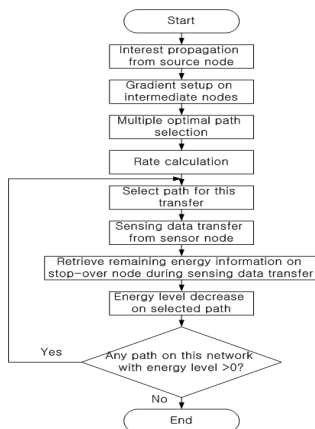 Start
Interest propagation
from source node
Gradient setup on
intermediate nodes
Multiple optimal path
selection
Rate calculation
Select path for this
transfer
Sensing data transfer
from sensor node
Retrieve remaining energy information on
stop-over node during sensing data transfer
Energy level decrease
on selected path
Yes
Any path on this network
with energy level >0?
No
End